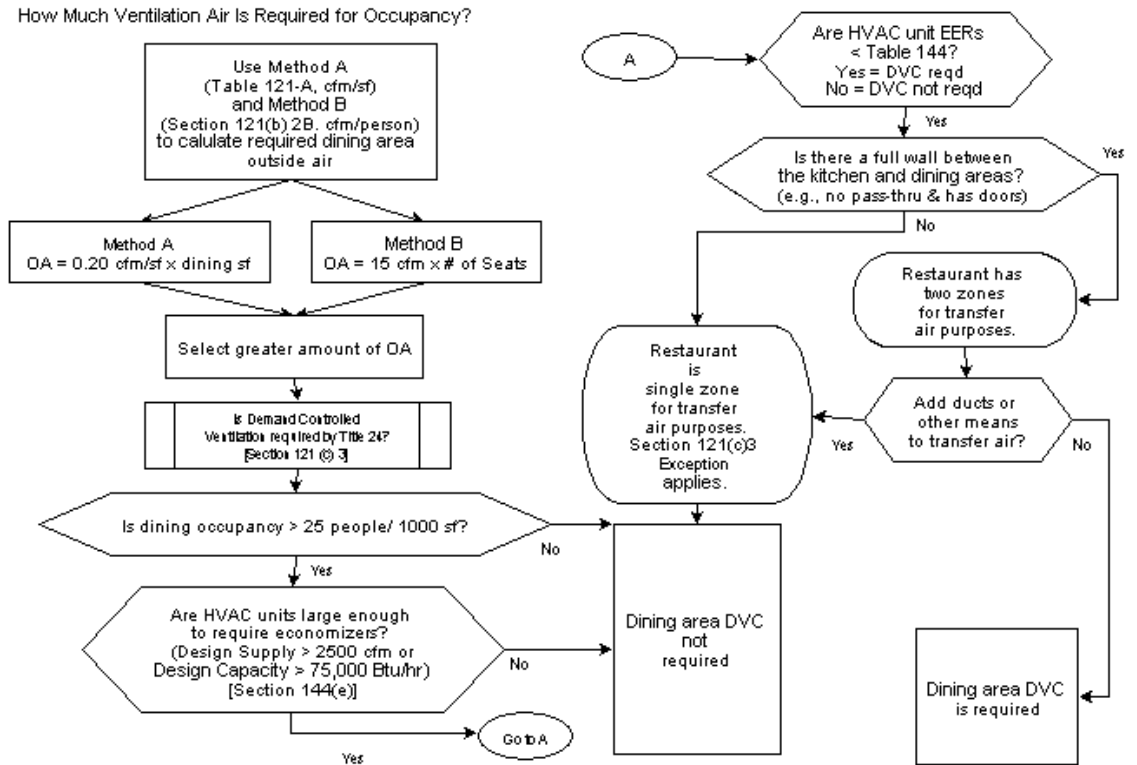 How Much Ventilation Air Is Required for Occupancy?
Use Method A
(Table 121-A, cfm/sf)
and Method B
(Section 121(b) 2B. cfm/person)
to calulate required dining area
outside air
Method A
OA = 0.20 cfm/sf x dining sf
Method B
OA = 15 cfm x # of Seats
Select greater amount of OA
Is Demand Controlled
Ventilation required by Title 24?
[Section 121 (c) 3]
Is dining occupancy > 25 people/ 1000 sf?
No
Yes
Are HVAC units large enough
to require economizers?
(Design Supply > 2500 cfm or
Design Capacity > 75,000 Btu/hr)
[Section 144(e)]
No
Yes
Go to A
A
Are HVAC unit EERs
< Table 144?
Yes = DVC reqd
No = DVC not reqd
Yes
Is there a full wall between
the kitchen and dining areas?
(e.g., no pass-thru & has doors)
Yes
No
Restaurant has
two zones
for transfer
air purposes.
Restaurant
is
single zone
for transfer
air purposes.
Section 121(c)3
Exception
applies.
Add ducts or
other means
to transfer air?
Yes
No
Dining area DVC
not
required
Dining area DVC
is required